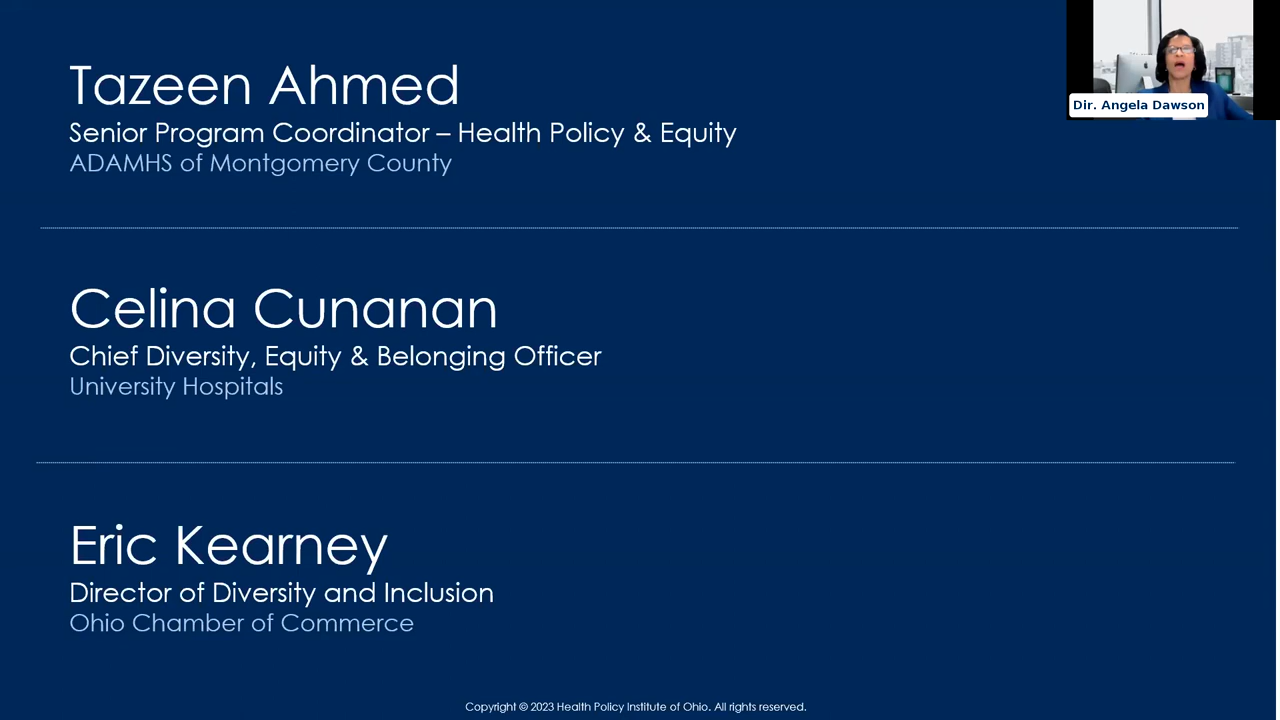 Tazeen Ahmed
Senior Program Coordinator – Health Policy & Equity
ADAMHS of Montgomery County
Dir. Angela Dawson
Celina Cunanan
Chief Diversity, Equity & Belonging Officer
University Hospitals
Eric Kearney
Director of Diversity and Inclusion
Ohio Chamber of Commerce
Copyright © 2023 Health Policy Institute of Ohio. All rights reserved.